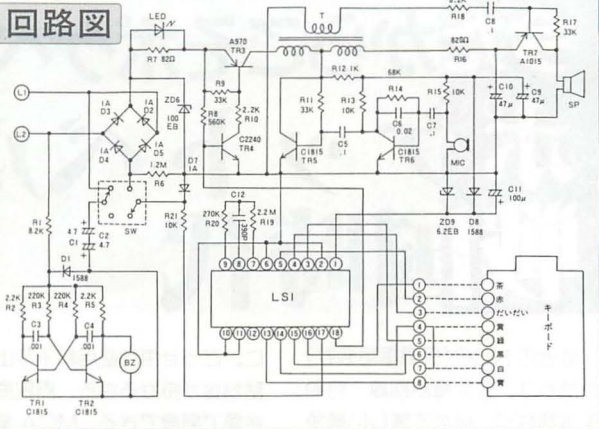 回路図
LED
R7 82Ω
A970
TR3
T
R18
C8
.1
R17
33K
82Ω
R16
TR7
A1015
SP
L1
L2
1A
D3
1A
D2
1A
D4
1A
D5
ZD6
100
EB
D7
1A
1.2M
R6
R9
33K
R8
560K
2.2K
R10
C2240
TR4
R12 1K
R11
33K
R13
10K
C5
.1
C1815
TR5
68K
R14
C6
0.02
C1815
TR6
R15
10K
C7
.1
MIC
C10
47μ
C9
47μ
C11
100μ
ZD9
6.2EB
D8
1588
R1
8.2K
SW
4.7
C1
C2
4.7
D1
1588
R21
10K
270K
R20
C12
390P
2.2M
R19
9 8 7 6 5 4 3 2 1
LSI
10 11 12 13 14 15 16 17 18
2.2K
R2
220K
R3
220K
R4
2.2K
R5
C3
.001
C4
.001
TR1
C1815
TR2
C1815
BZ
1 茶
2 赤
3 だいだい
4 黄
5 緑
6 黒
7 白
8 青
キーボード